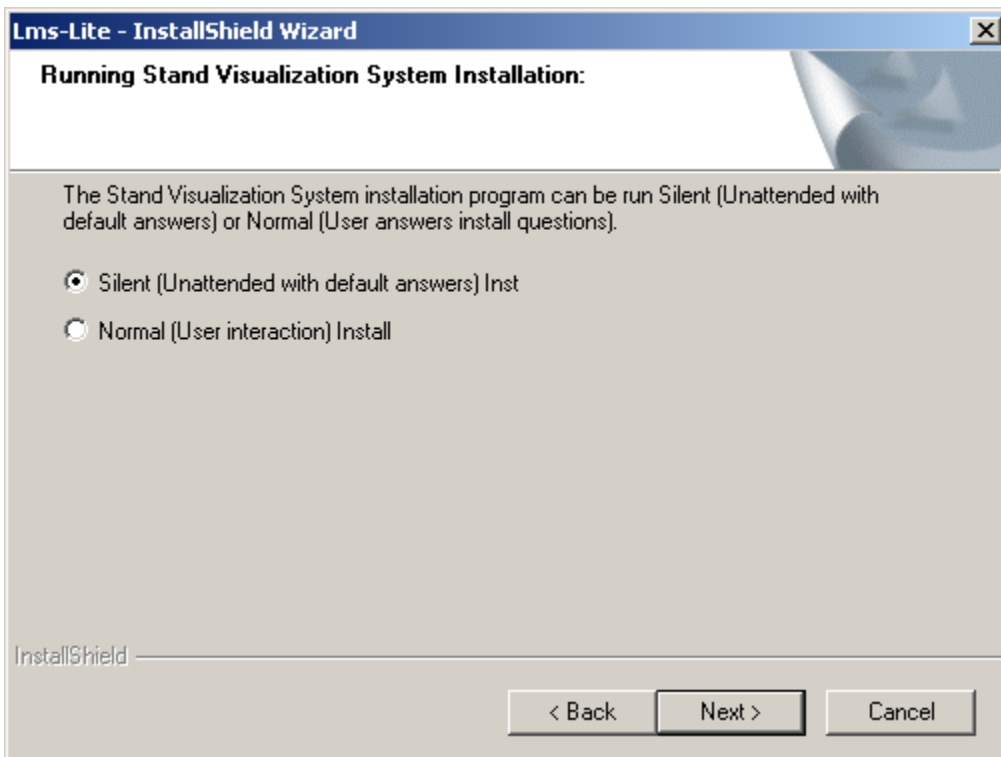 Lms-Lite - InstallShield Wizard
Running Stand Visualization System Installation:
The Stand Visualization System installation program can be run Silent (Unattended with
default answers) or Normal (User answers install questions).
Silent (Unattended with default answers) Inst
Normal (User interaction) Install
InstallShield
< Back
Next >
Cancel